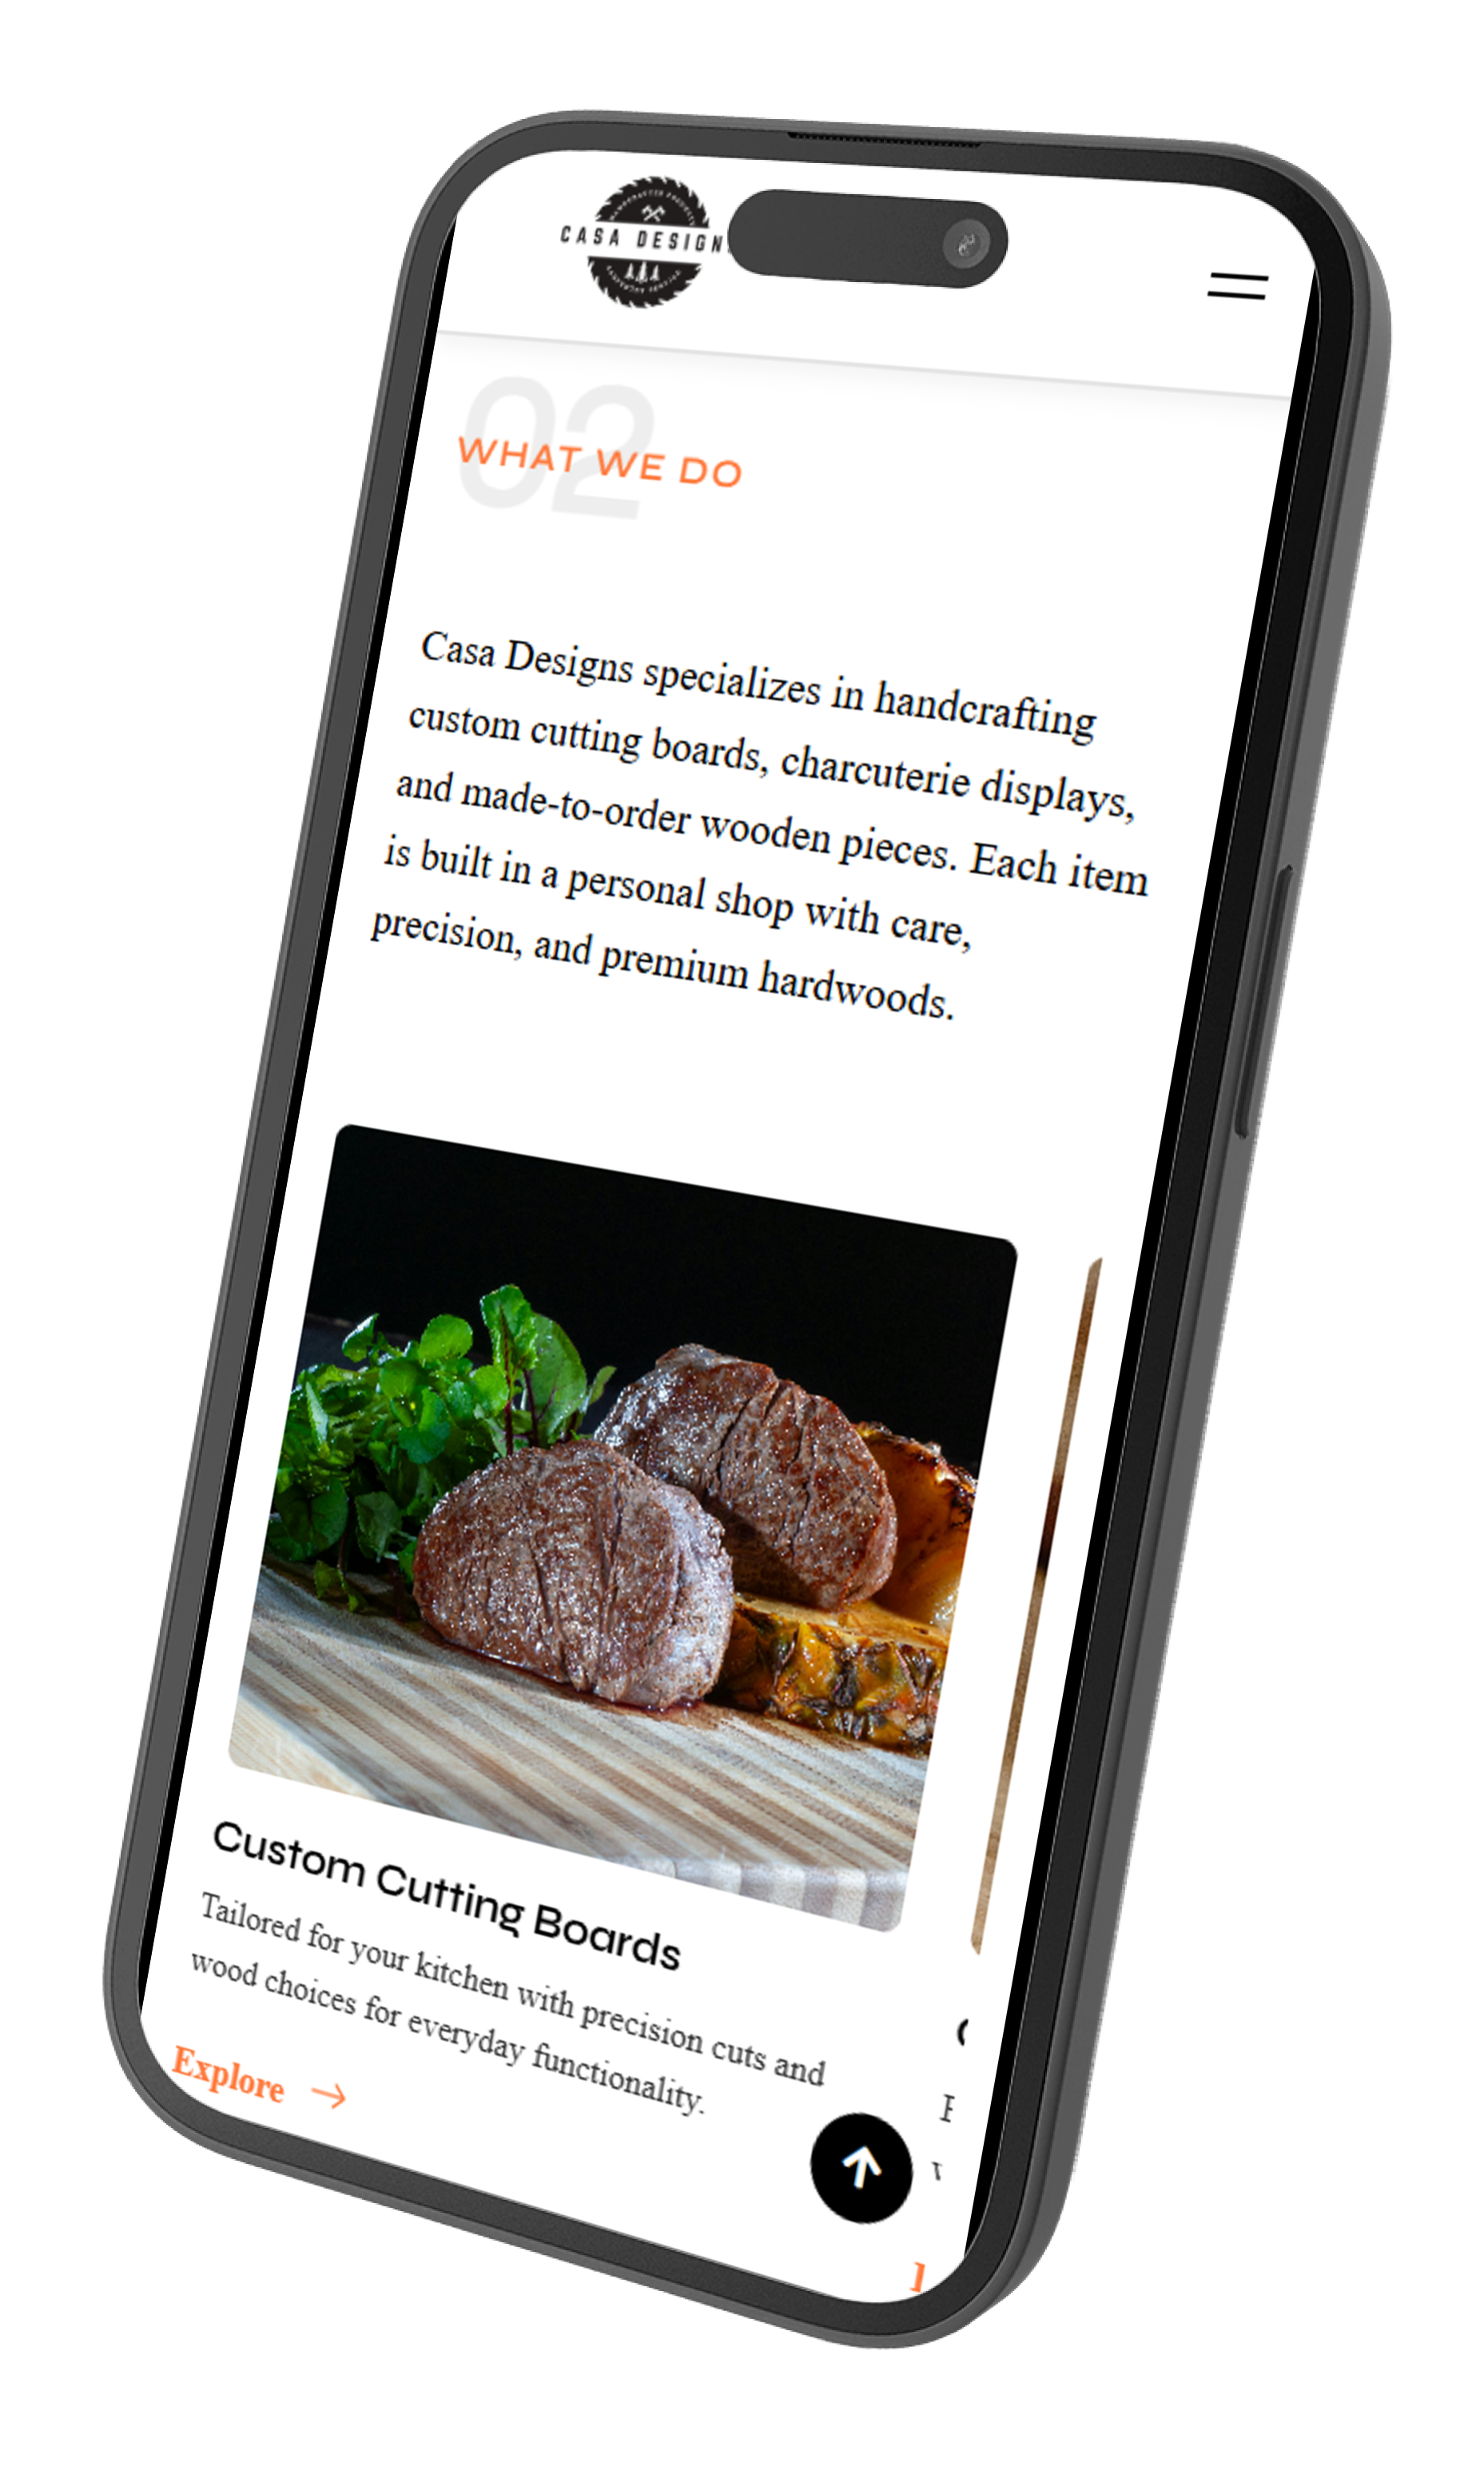 HANDCRAFTED PRODUCTS
CASA DESIGN
02
WHAT WE DO
Casa Designs specializes in handcrafting
custom cutting boards, charcuterie displays,
and made-to-order wooden pieces. Each item
is built in a personal shop with care,
precision, and premium hardwoods.
Custom Cutting Boards
Tailored for your kitchen with precision cuts and
wood choices for everyday functionality.
Explore